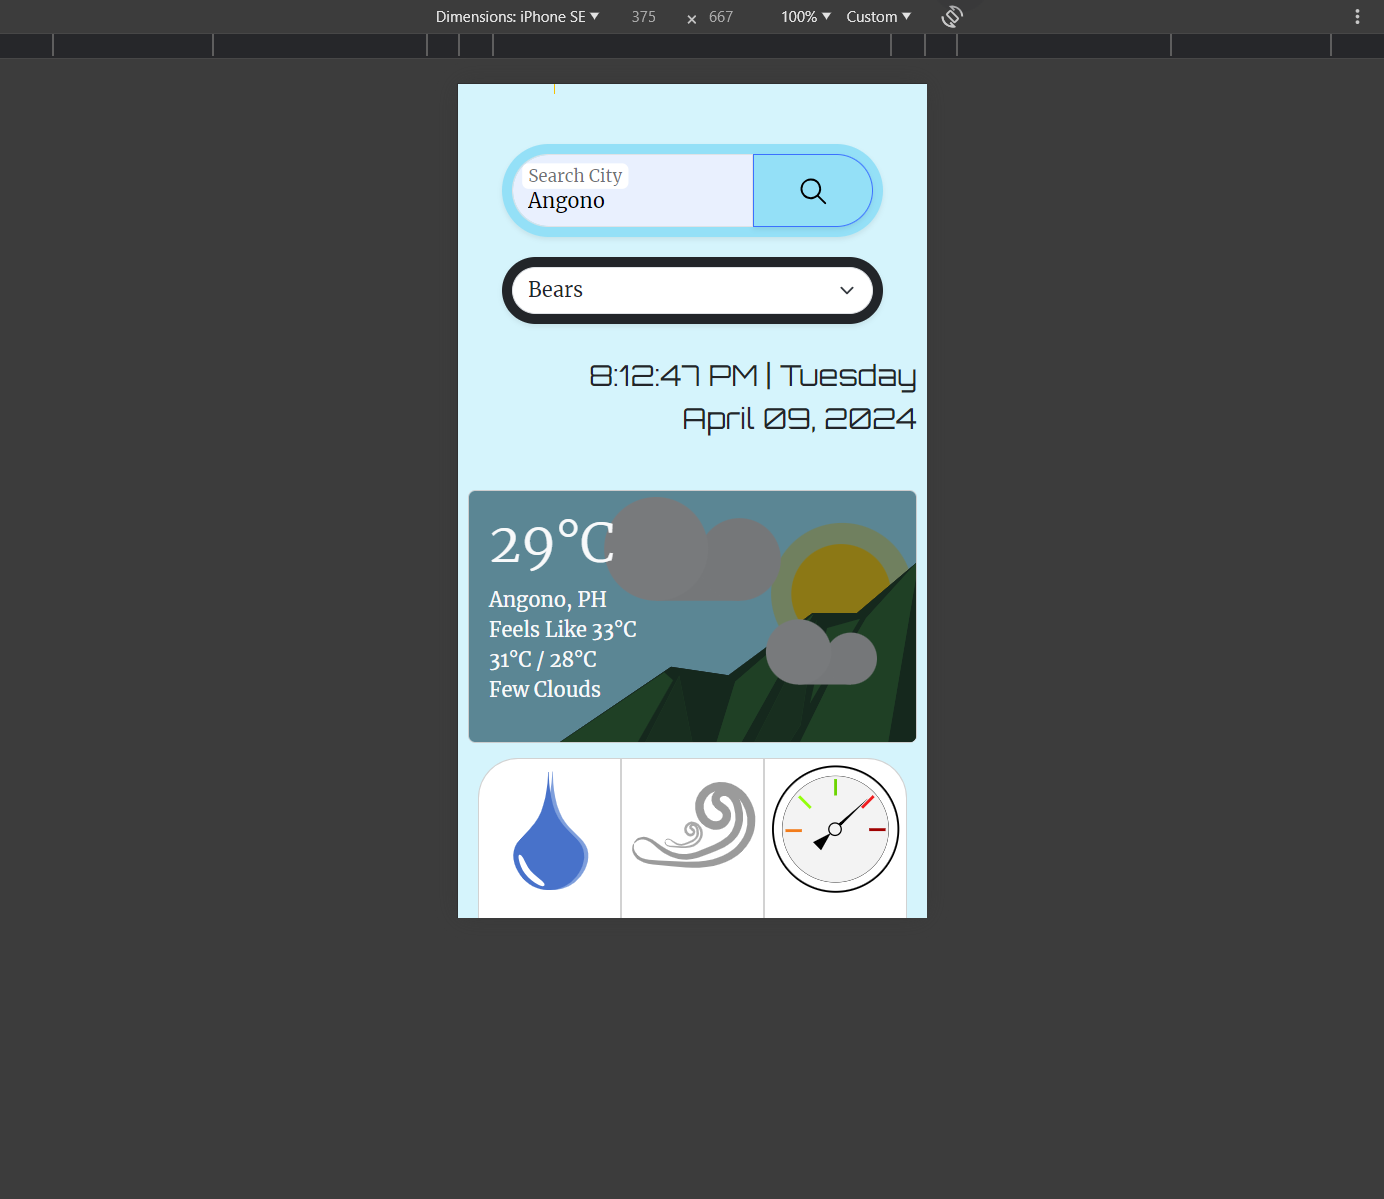 Dimensions: iPhone SE 375 × 667 100% Custom
Search City
Angono
Bears
8:12:47 PM | Tuesday
April 09, 2024
29°C
Angono, PH
Feels Like 33°C
31°C / 28°C
Few Clouds